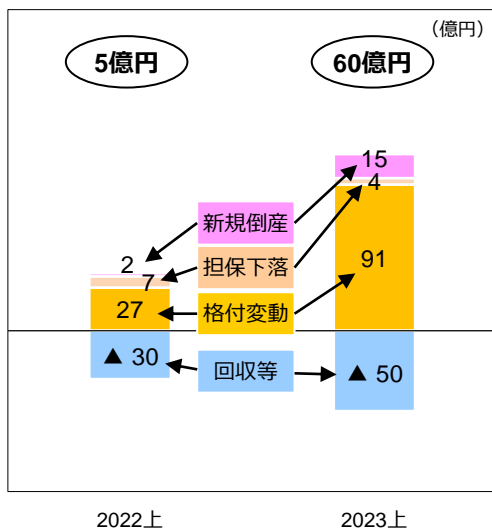 （億円）
5億円
60億円
15
4
新規倒産
2
担保下落
7
91
27
格付変動
▲ 30
回収等
▲ 50
2022上
2023上